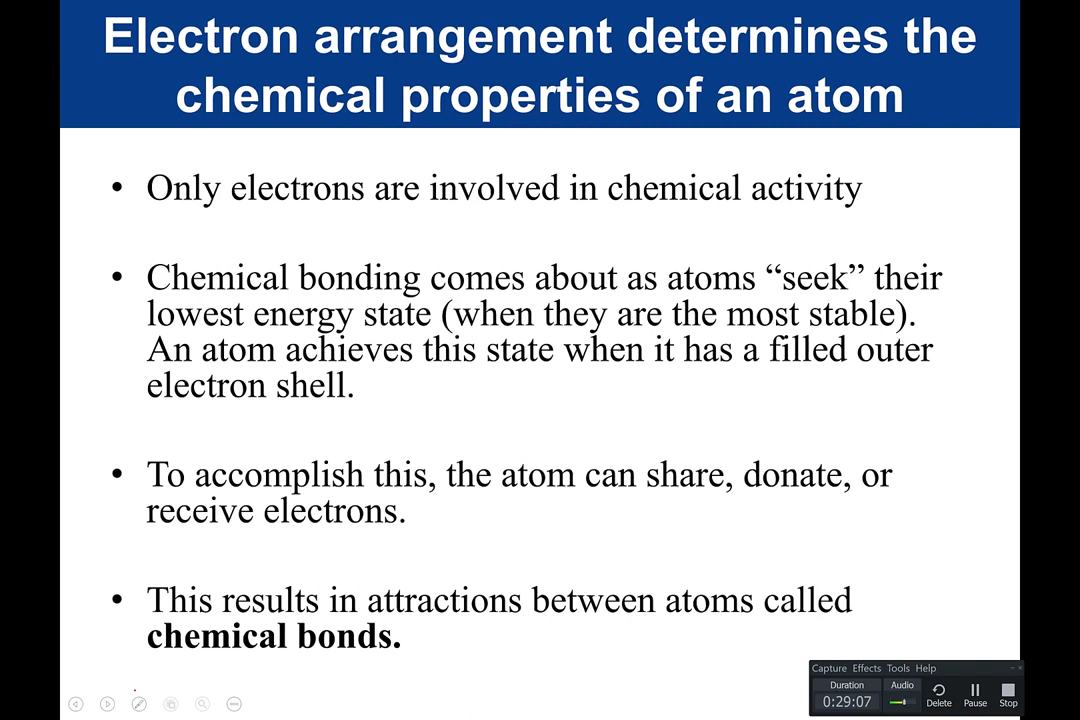 Electron arrangement determines the
chemical properties of an atom
• Only electrons are involved in chemical activity
• Chemical bonding comes about as atoms “seek” their
lowest energy state (when they are the most stable).
An atom achieves this state when it has a filled outer
electron shell.
• To accomplish this, the atom can share, donate, or
receive electrons.
• This results in attractions between atoms called
chemical bonds.
Capture Effects Tools Help
Duration Audio
0:29:07 Delete Pause Stop